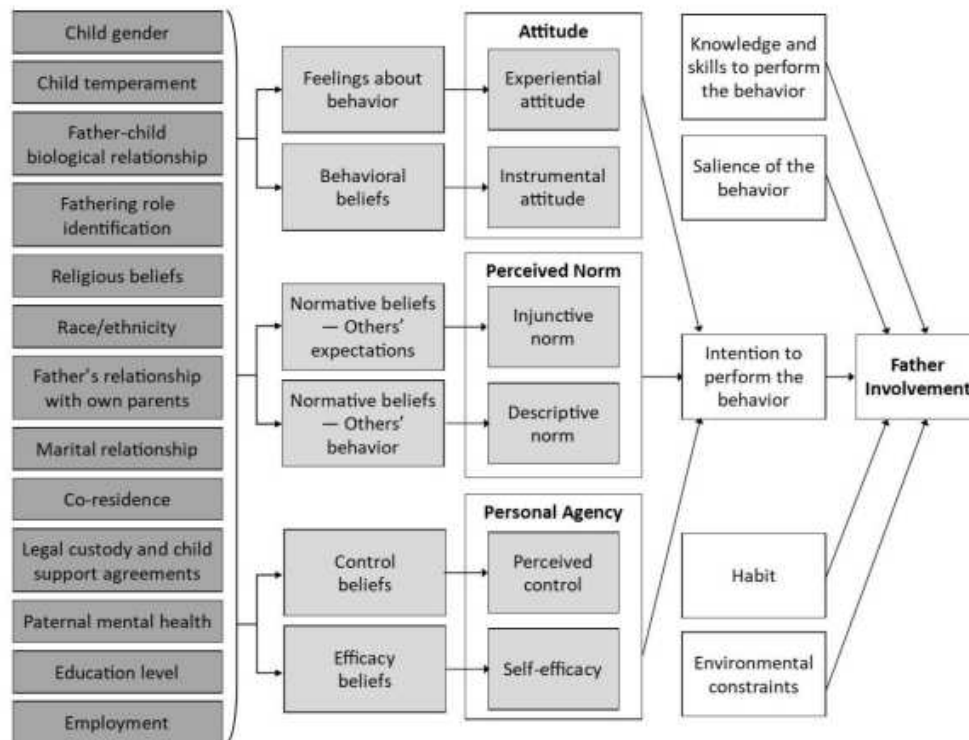 Child gender
Child temperament
Father-child
biological relationship
Fathering role
identification
Religious beliefs
Race/ethnicity
Father's relationship
with own parents
Marital relationship
Co-residence
Legal custody and child
support agreements
Paternal mental health
Education level
Employment
Feelings about
behavior
Behavioral
beliefs
Normative beliefs
— Others'
expectations
Normative beliefs
— Others'
behavior
Control
beliefs
Efficacy
beliefs
Attitude
Experiential
attitude
Instrumental
attitude
Perceived Norm
Injunctive
norm
Descriptive
norm
Personal Agency
Perceived
control
Self-efficacy
Knowledge and
skills to perform
the behavior
Salience of the
behavior
Intention to
perform the
behavior
Habit
Environmental
constraints
Father
Involvement